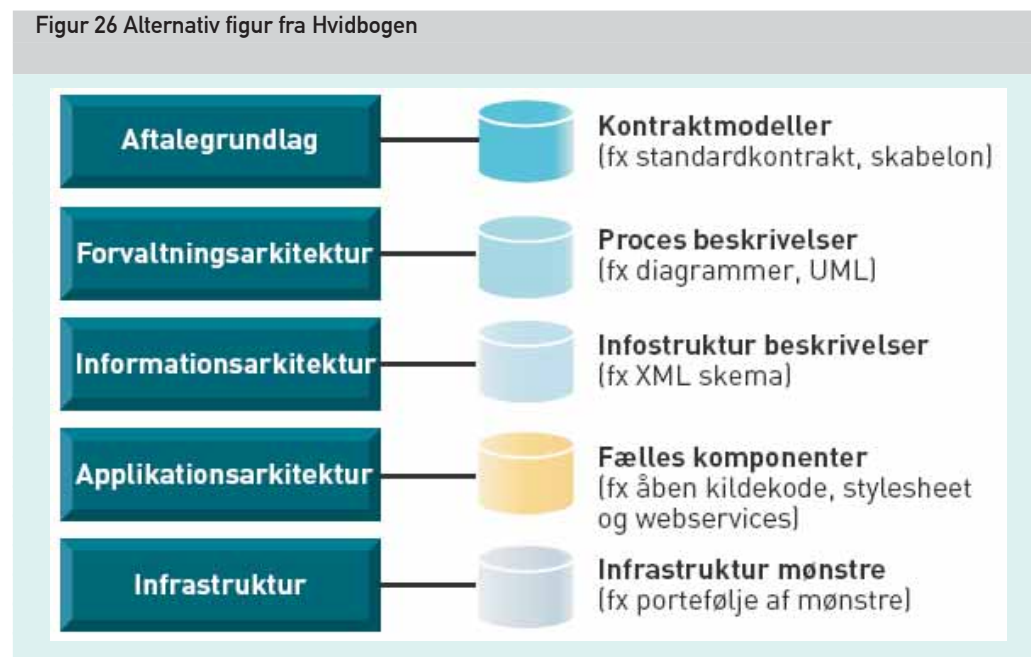 Figur 26 Alternativ figur fra Hvidbogen
Aftalegrundlag
Kontraktmodeller
(fx standardkontrakt, skabelon)
Forvaltningsarkitektur
Proces beskrivelser
(fx diagrammer, UML)
Informationsarkitektur
Infostruktur beskrivelser
(fx XML skema)
Applikationsarkitektur
Fælles komponenter
(fx åben kildekode, stylesheet
og webservices)
Infrastruktur
Infrastruktur mønstre
(fx portefølje af mønstre)